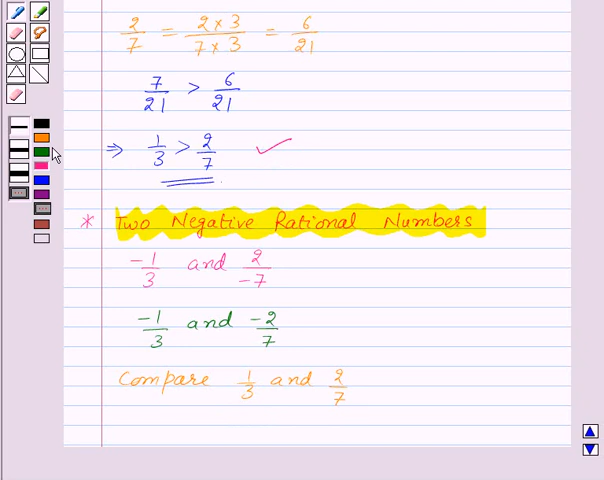 2/7 = 2×3/7×3 = 6/21
7/21 > 6/21
⇒ 1/3 > 2/7 ✓
* Two Negative Rational Numbers
-1/3 and 2/-7
-1/3 and -2/7
Compare 1/3 and 2/7